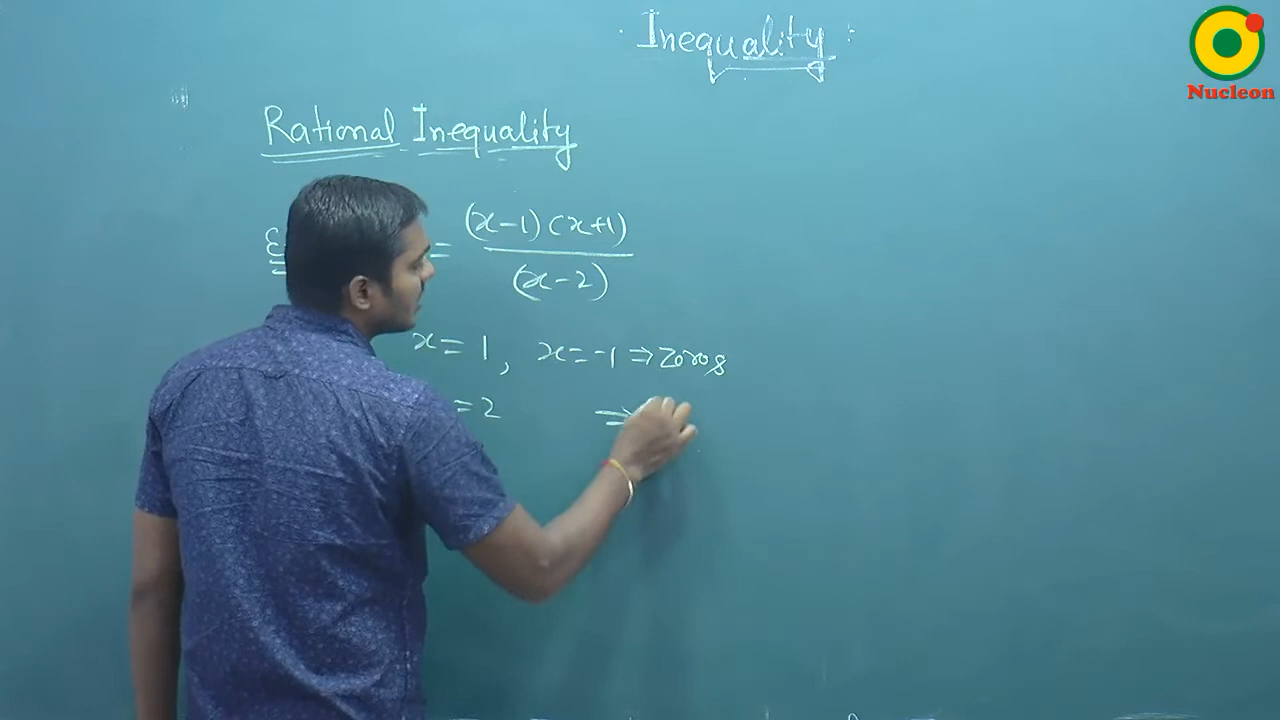 Inequality :
Nucleon
Rational Inequality
= (x-1)(x+1)
(x-2)
x = 1, x = -1 ⇒ zeros
= 2 ⇒